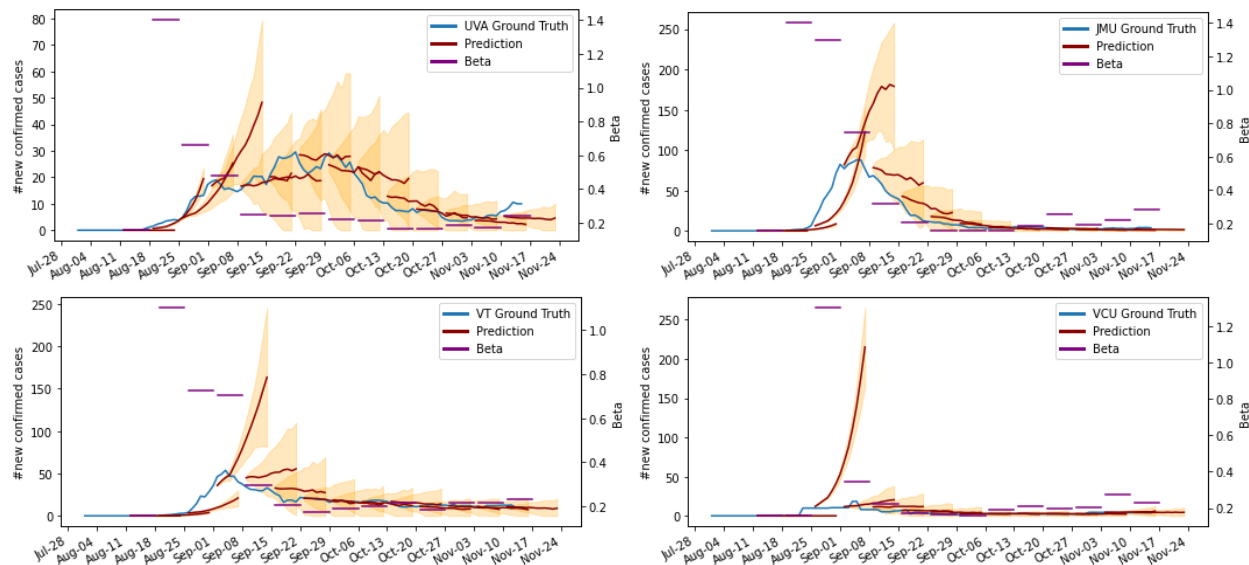 80
70
60
50
40
30
20
10
0
#new confirmed cases
UVA Ground Truth
Prediction
Beta
1.4
1.2
1.0
0.8
0.6
0.4
0.2
Beta
Jul-28 Aug-04 Aug-11 Aug-18 Aug-25 Sep-01 Sep-08 Sep-15 Sep-22 Sep-29 Oct-06 Oct-13 Oct-20 Oct-27 Nov-03 Nov-10 Nov-17 Nov-24
250
200
150
100
50
0
#new confirmed cases
JMU Ground Truth
Prediction
Beta
1.4
1.2
1.0
0.8
0.6
0.4
0.2
Beta
Jul-28 Aug-04 Aug-11 Aug-18 Aug-25 Sep-01 Sep-08 Sep-15 Sep-22 Sep-29 Oct-06 Oct-13 Oct-20 Oct-27 Nov-03 Nov-10 Nov-17 Nov-24
250
200
150
100
50
0
#new confirmed cases
VT Ground Truth
Prediction
Beta
1.0
0.8
0.6
0.4
0.2
Beta
Jul-28 Aug-04 Aug-11 Aug-18 Aug-25 Sep-01 Sep-08 Sep-15 Sep-22 Sep-29 Oct-06 Oct-13 Oct-20 Oct-27 Nov-03 Nov-10 Nov-17 Nov-24
250
200
150
100
50
0
#new confirmed cases
VCU Ground Truth
Prediction
Beta
1.2
1.0
0.8
0.6
0.4
0.2
Beta
Jul-28 Aug-04 Aug-11 Aug-18 Aug-25 Sep-01 Sep-08 Sep-15 Sep-22 Sep-29 Oct-06 Oct-13 Oct-20 Oct-27 Nov-03 Nov-10 Nov-17 Nov-24